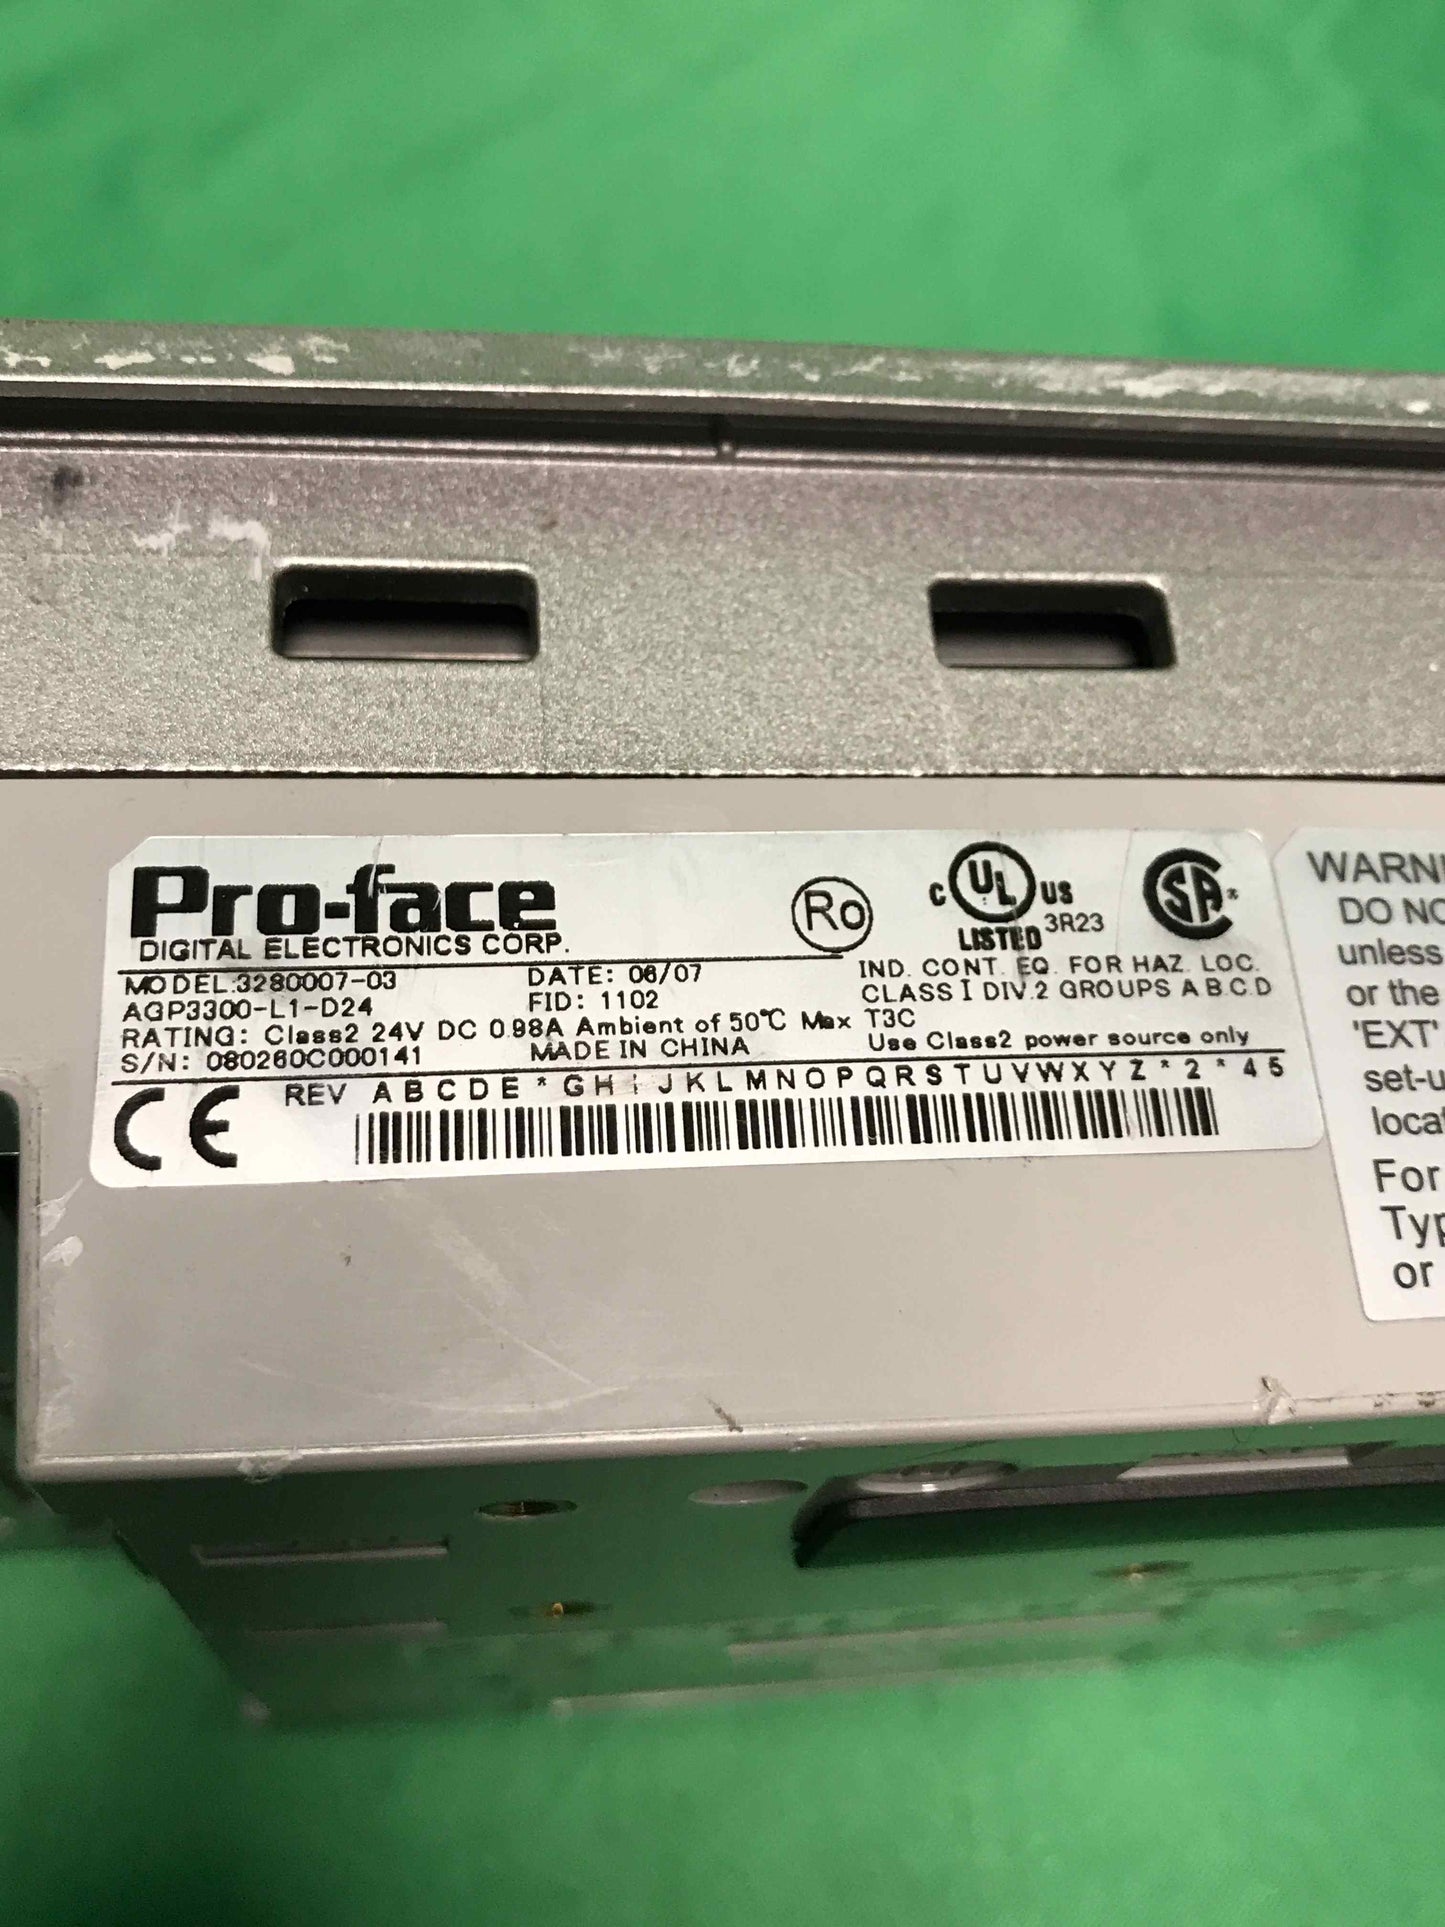 Pro-face
DIGITAL ELECTRONICS CORP.
Ro
C UL US
LISTED 3R23
SA
MODEL:3280007-03
DATE: 06/07
IND. CONT. EQ. FOR HAZ. LOC.
AGP3300-L1-D24
FID: 1102
CLASS I DIV.2 GROUPS A.B.C.D
RATING: Class2 24V DC 0.98A Ambient of 50℃ Max T3C
S/N: 080260C000141
MADE IN CHINA
Use Class2 power source only
CE
REV A B C D E * G H I J K L M N O P Q R S T U V W X Y Z * 2 * 4 5
DO NO
unless
or the
'EXT'
set-u
locat
For
Typ
or